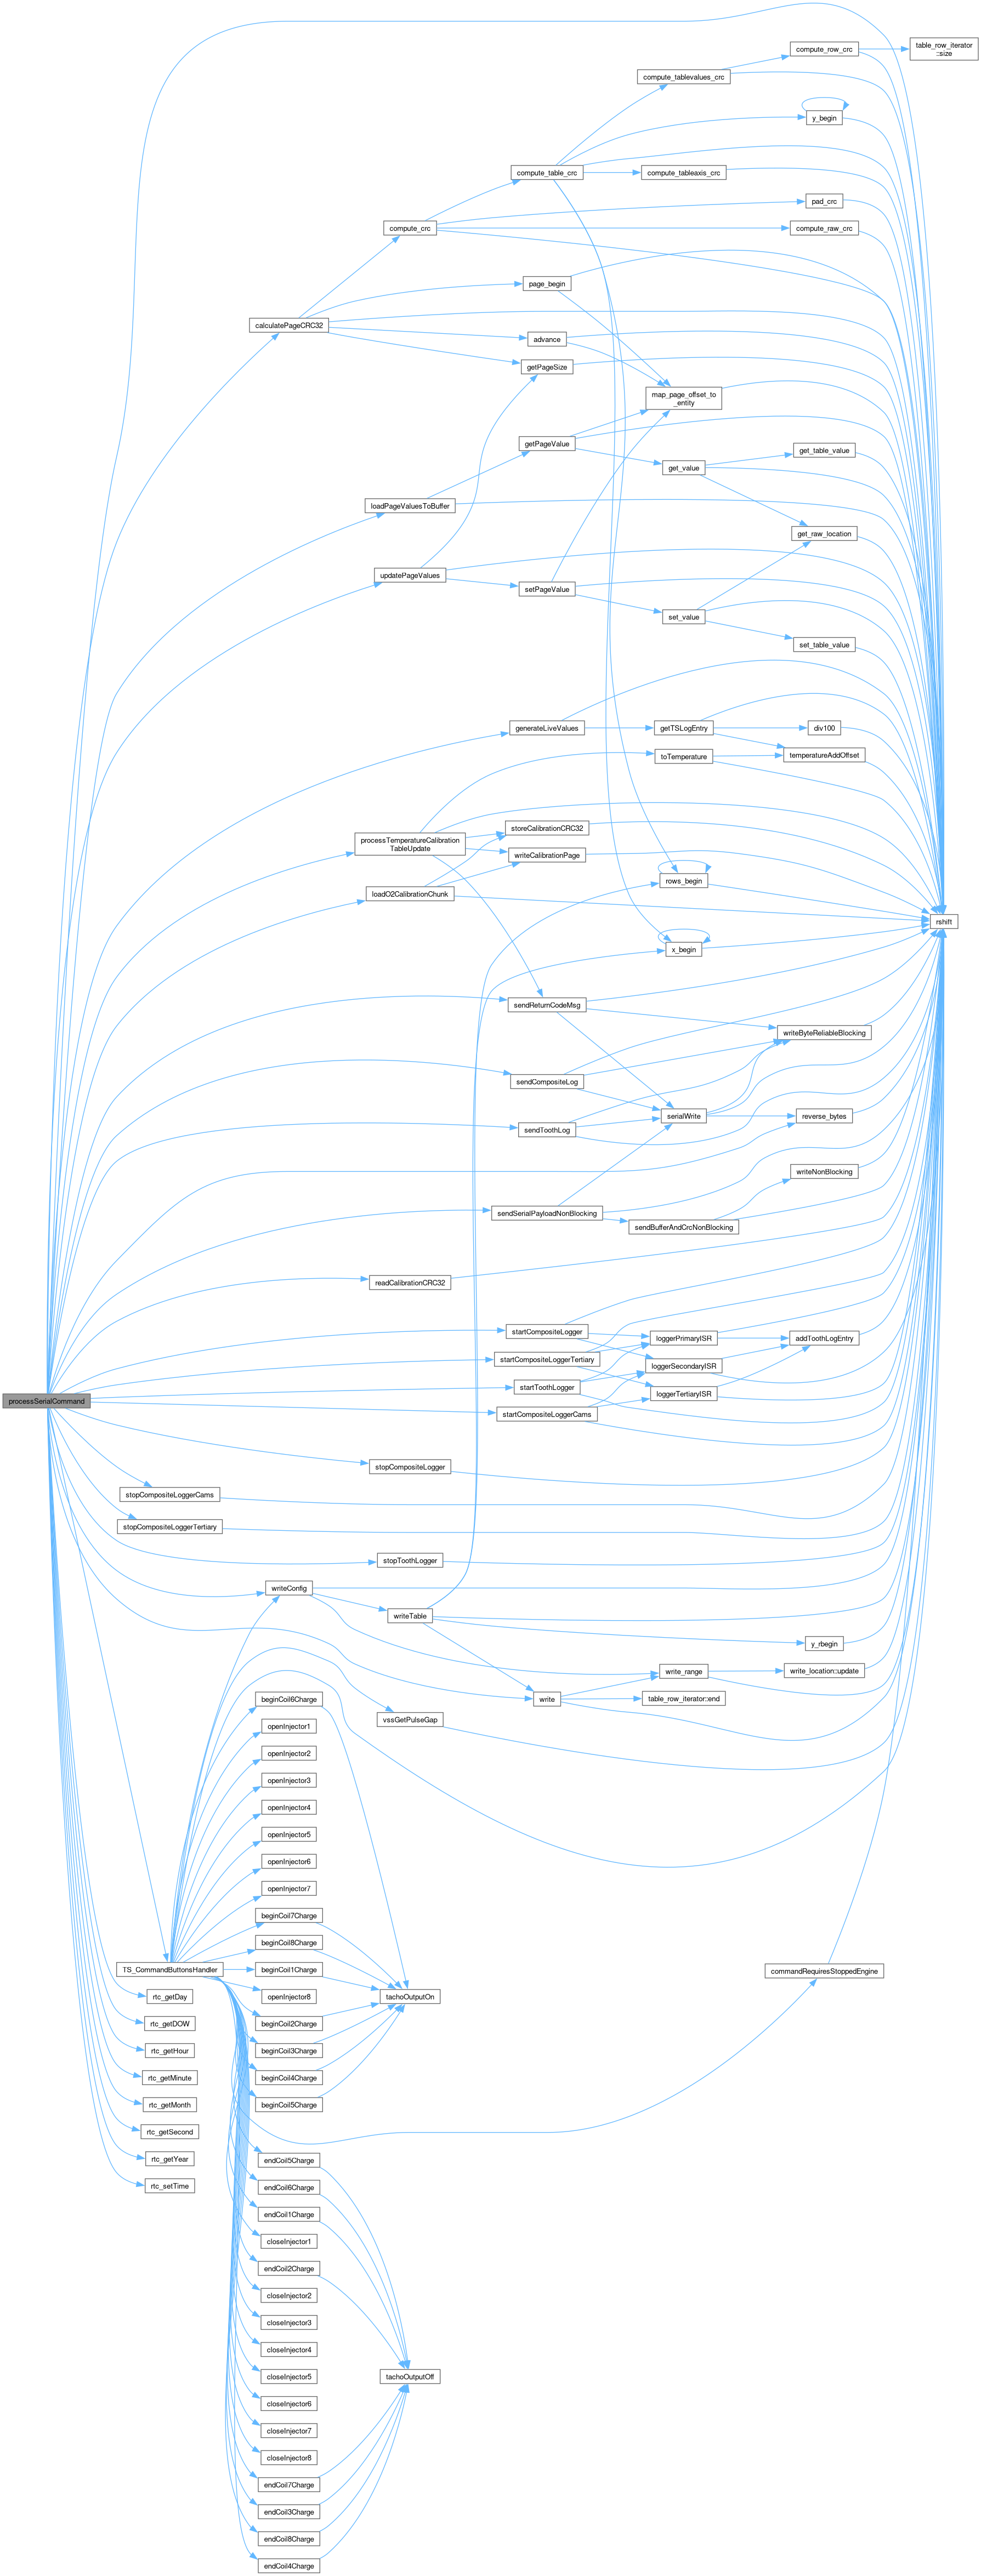 compute_row_crc
table_row_iterator
::size
compute_tablevalues_crc
y_begin
compute_table_crc
compute_tableaxis_crc
pad_crc
compute_crc
compute_raw_crc
page_begin
calculatePageCRC32
advance
getPageSize
map_page_offset_to
_entity
getPageValue
get_table_value
get_value
loadPageValuesToBuffer
get_raw_location
updatePageValues
setPageValue
set_value
set_table_value
generateLiveValues
getTSLogEntry
div100
toTemperature
temperatureAddOffset
storeCalibrationCRC32
processTemperatureCalibration
TableUpdate
writeCalibrationPage
rows_begin
loadO2CalibrationChunk
rshift
x_begin
sendReturnCodeMsg
writeByteReliableBlocking
sendCompositeLog
serialWrite
reverse_bytes
sendToothLog
writeNonBlocking
sendSerialPayloadNonBlocking
sendBufferAndCrcNonBlocking
readCalibrationCRC32
startCompositeLogger
loggerPrimaryISR
addToothLogEntry
startCompositeLoggerTertiary
loggerSecondaryISR
startToothLogger
loggerTertiaryISR
processSerialCommand
startCompositeLoggerCams
stopCompositeLogger
stopCompositeLoggerCams
stopCompositeLoggerTertiary
stopToothLogger
writeConfig
writeTable
y_rbegin
write_range
write_location::update
beginCoil6Charge
write
table_row_iterator::end
vssGetPulseGap
openInjector1
openInjector2
openInjector3
openInjector4
openInjector5
openInjector6
openInjector7
beginCoil7Charge
beginCoil8Charge
TS_CommandButtonsHandler
beginCoil1Charge
commandRequiresStoppedEngine
rtc_getDay
openInjector8
tachoOutputOn
rtc_getDOW
beginCoil2Charge
rtc_getHour
beginCoil3Charge
rtc_getMinute
beginCoil4Charge
rtc_getMonth
beginCoil5Charge
rtc_getSecond
rtc_getYear
endCoil5Charge
rtc_setTime
endCoil6Charge
endCoil1Charge
closeInjector1
endCoil2Charge
closeInjector2
closeInjector3
closeInjector4
closeInjector5
tachoOutputOff
closeInjector6
closeInjector7
closeInjector8
endCoil7Charge
endCoil3Charge
endCoil8Charge
endCoil4Charge